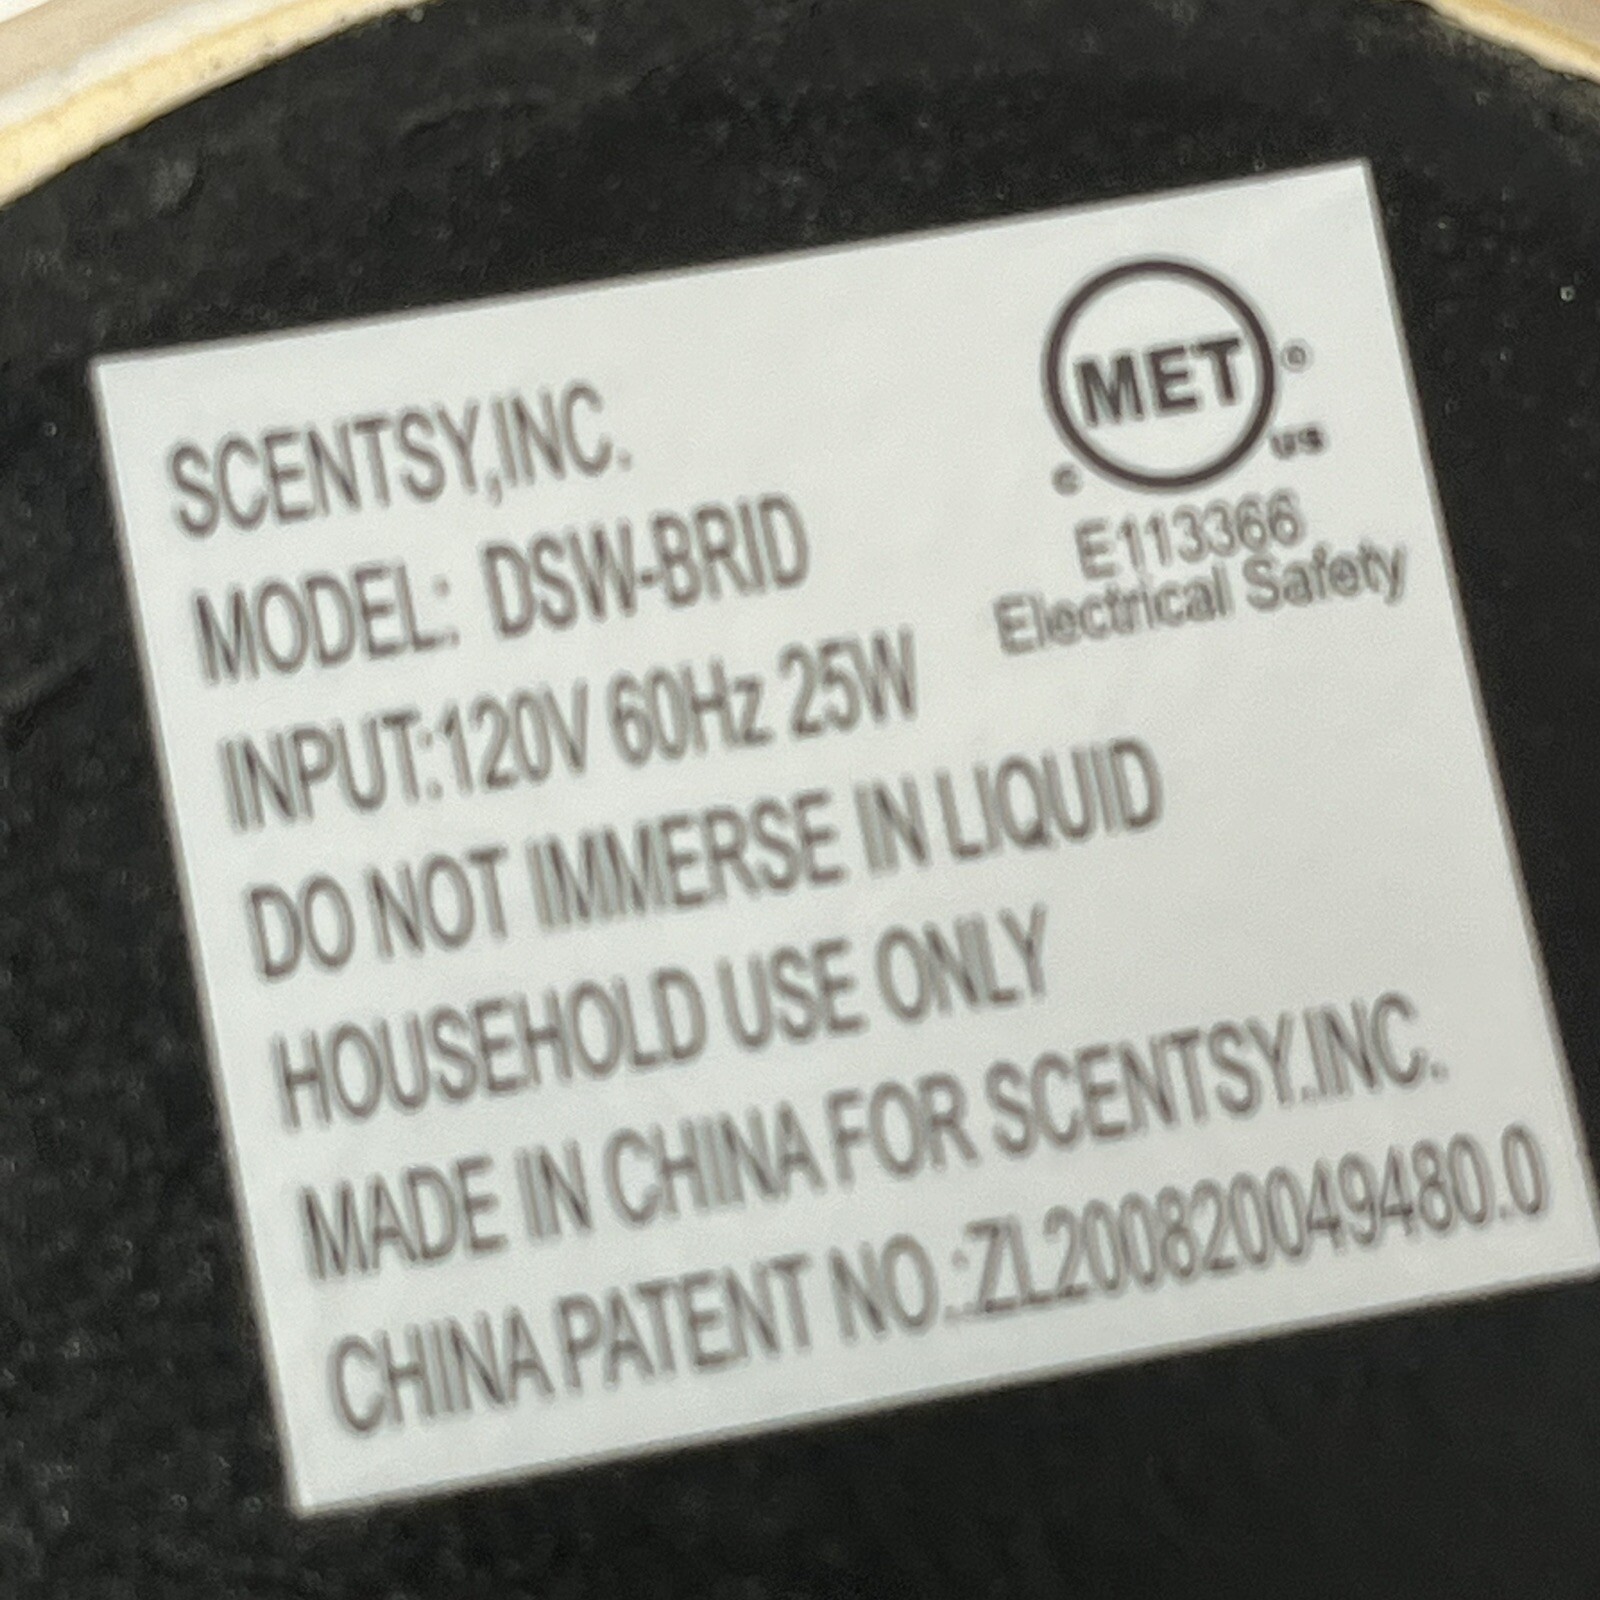 SCENTSY,INC.
MODEL: DSW-BRID
INPUT:120V 60Hz 25W
DO NOT IMMERSE IN LIQUID
HOUSEHOLD USE ONLY
MADE IN CHINA FOR SCENTSY.INC.
CHINA PATENT NO.:ZL200820049480.0
MET ®
c us
E113366
Electrical Safety